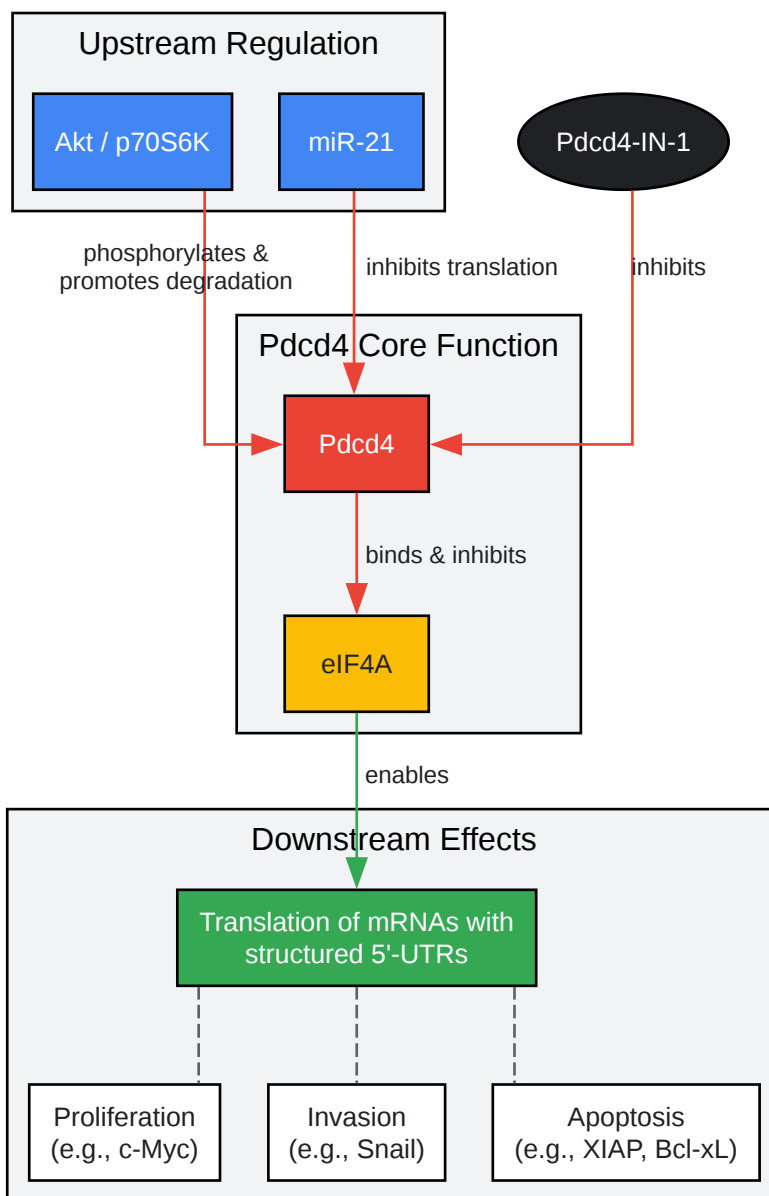 Upstream Regulation
Akt / p70S6K
miR-21
Pdcd4-IN-1
phosphorylates &
promotes degradation
inhibits translation
inhibits
Pdcd4 Core Function
Pdcd4
binds & inhibits
eIF4A
enables
Downstream Effects
Translation of mRNAs with
structured 5'-UTRs
Proliferation
(e.g., c-Myc)
Invasion
(e.g., Snail)
Apoptosis
(e.g., XIAP, Bcl-xL)